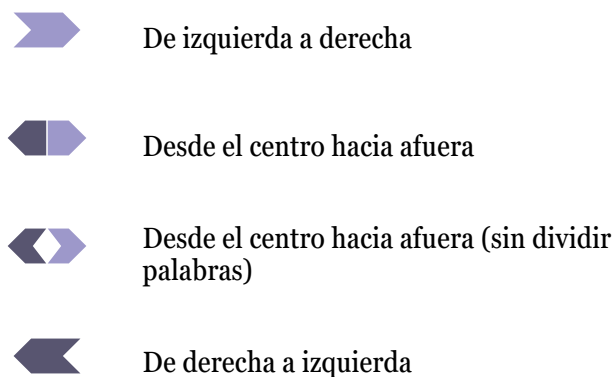 De izquierda a derecha
Desde el centro hacia afuera
Desde el centro hacia afuera (sin dividir
palabras)
De derecha a izquierda